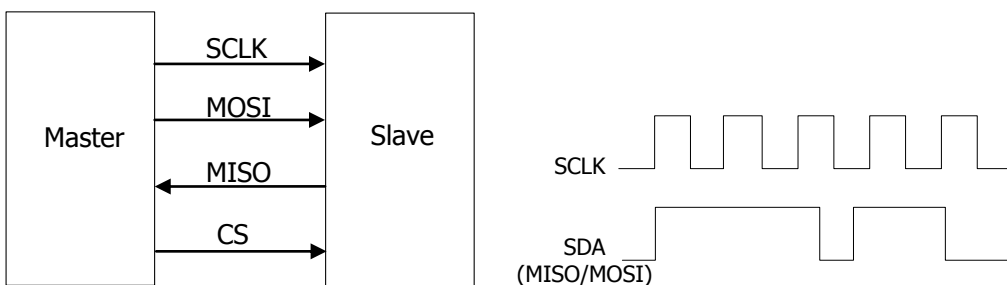 Master
SCLK
MOSI
MISO
CS
Slave
SCLK
SDA
(MISO/MOSI)